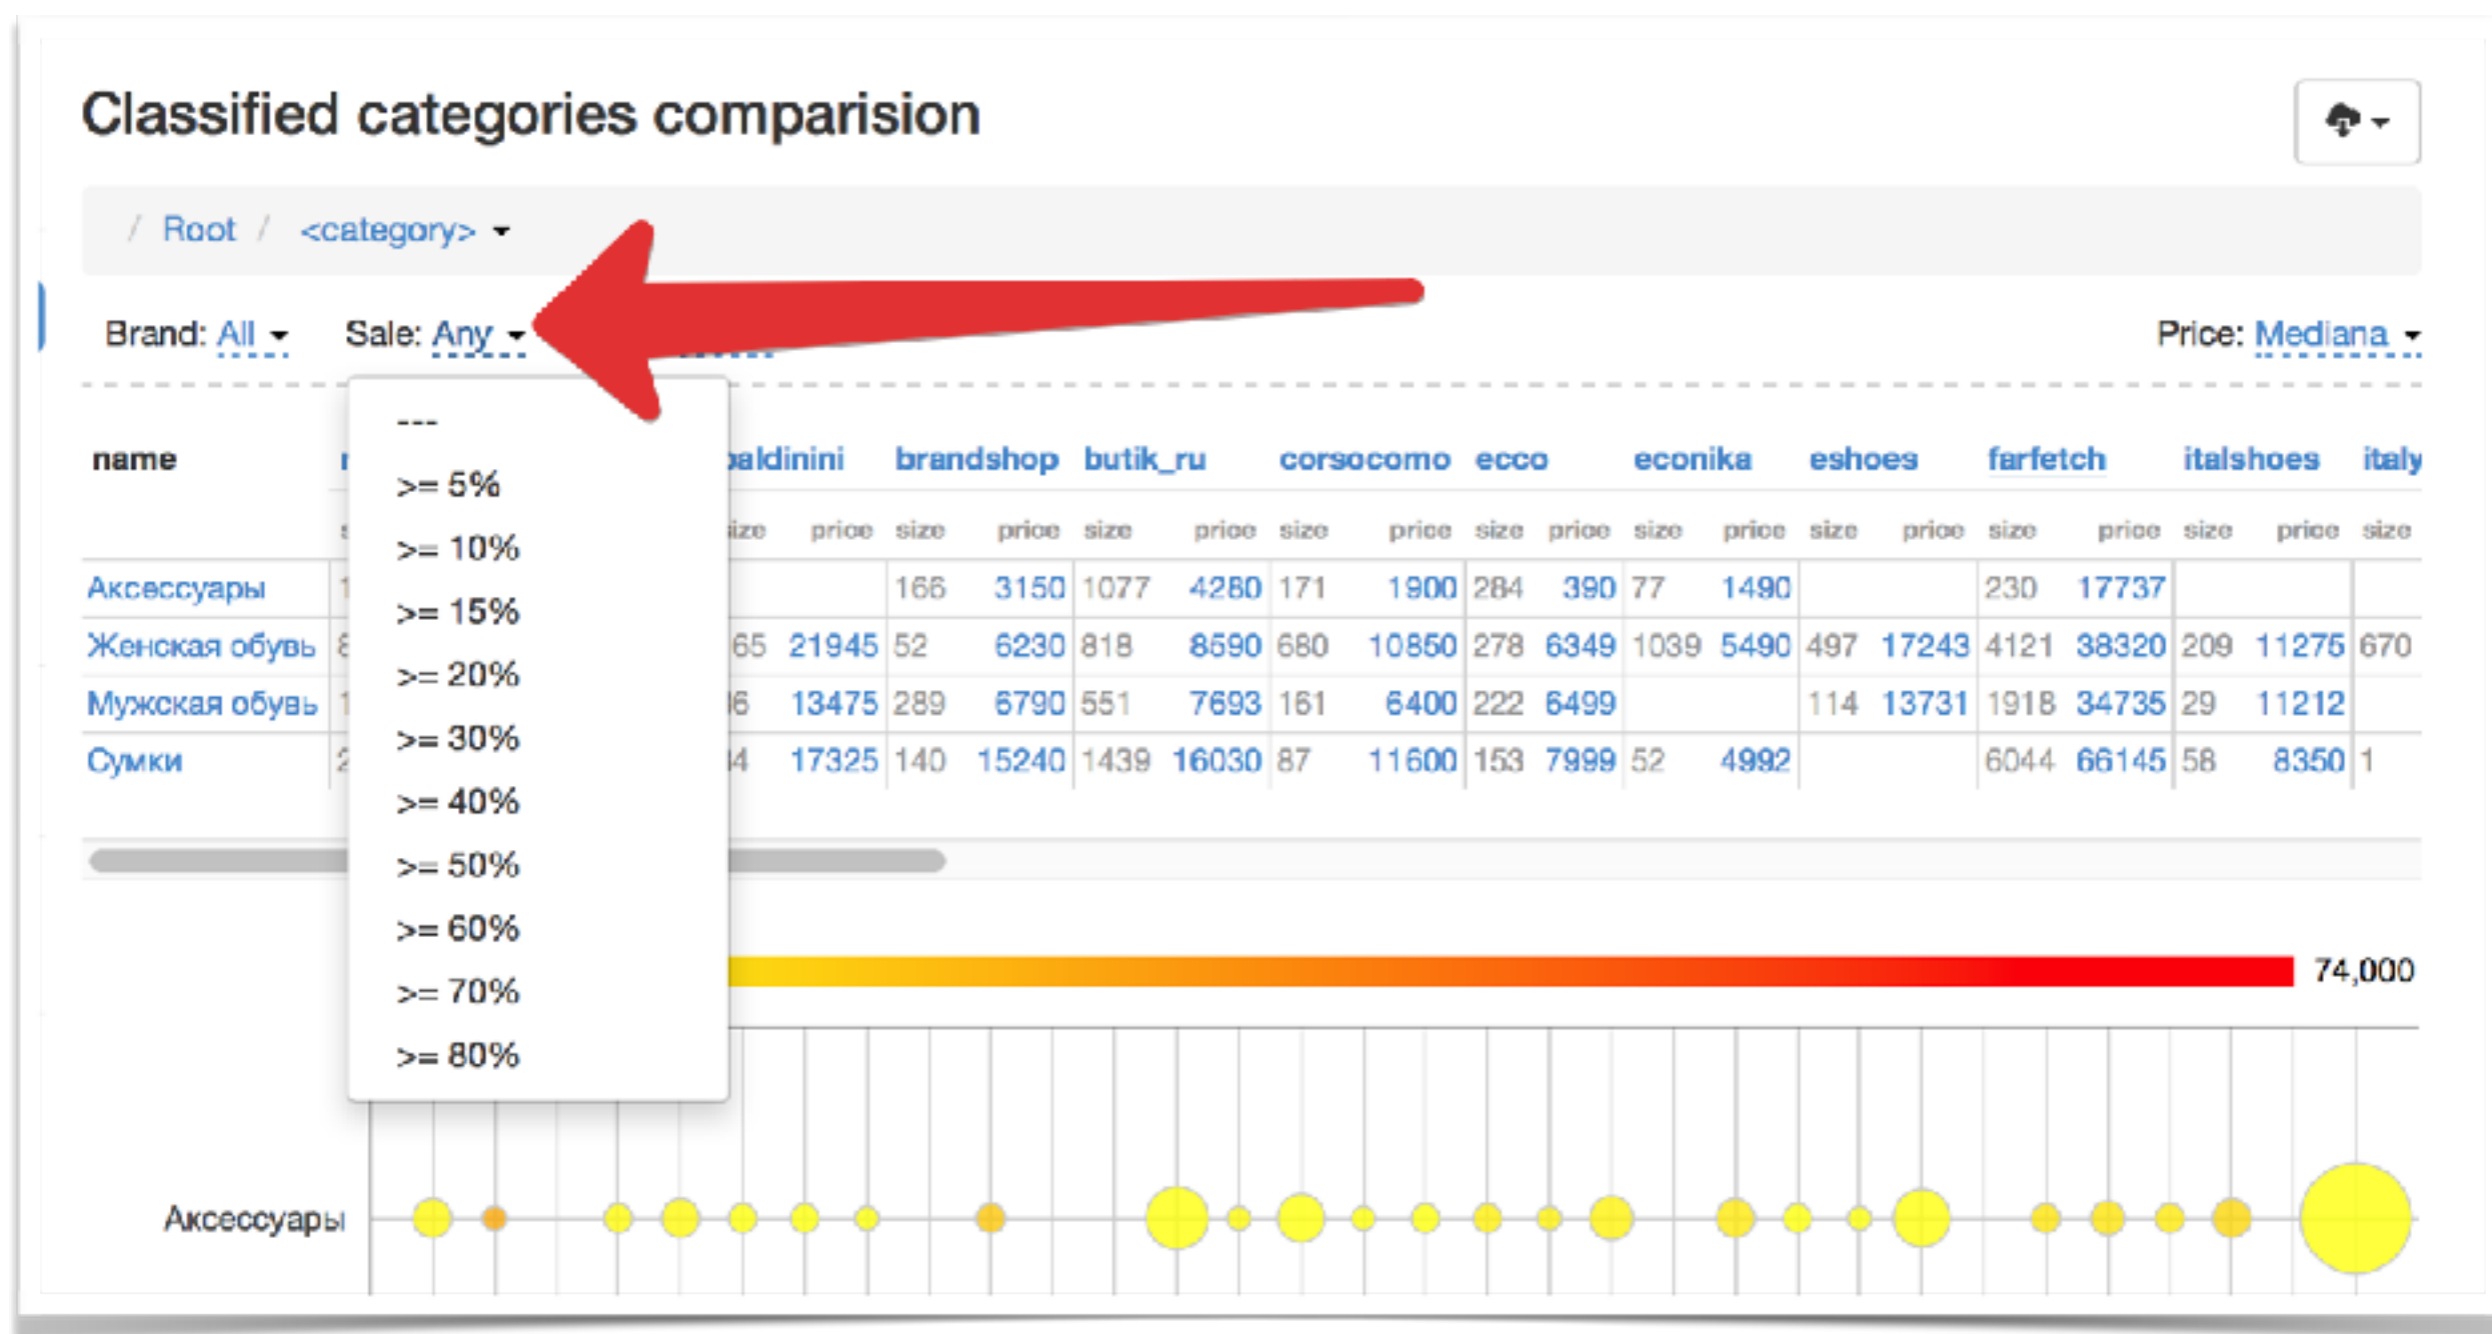 Classified categories comparision
/ Root / <category>
Brand: All Sale: Any Price: Mediana
---
>= 5%
>= 10%
>= 15%
>= 20%
>= 30%
>= 40%
>= 50%
>= 60%
>= 70%
>= 80%
name baldinini brandshop butik_ru corsocomo ecco econika eshoes farfetch italshoes italy
size price size price size price size price size price size price size price size price size price size
Аксессуары 166 3150 1077 4280 171 1900 284 390 77 1490 230 17737
Женская обувь 65 21945 52 6230 818 8590 680 10850 278 6349 1039 5490 497 17243 4121 38320 209 11275 670
Мужская обувь 13475 289 6790 551 7693 161 6400 222 6499 114 13731 1918 34735 29 11212
Сумки 17325 140 15240 1439 16030 87 11600 153 7999 52 4992 6044 66145 58 8350 1
74,000
Аксессуары